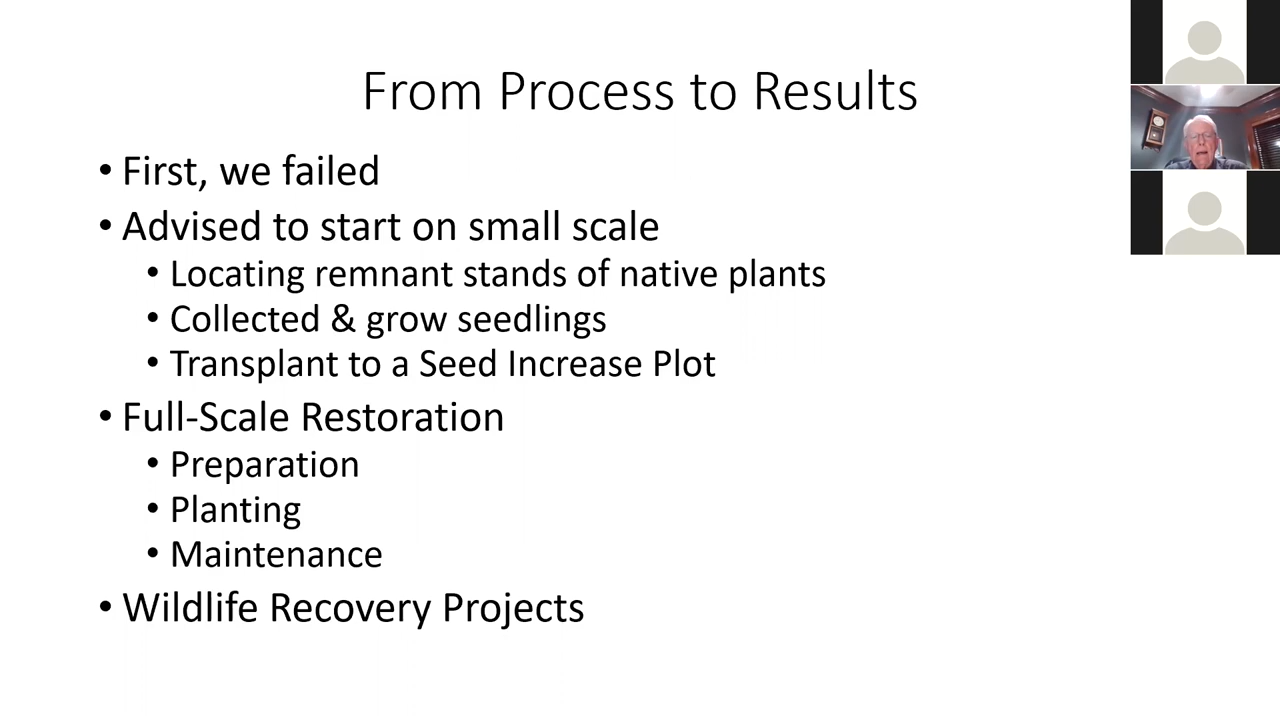 From Process to Results
• First, we failed
• Advised to start on small scale
• Locating remnant stands of native plants
• Collected & grow seedlings
• Transplant to a Seed Increase Plot
• Full-Scale Restoration
• Preparation
• Planting
• Maintenance
• Wildlife Recovery Projects